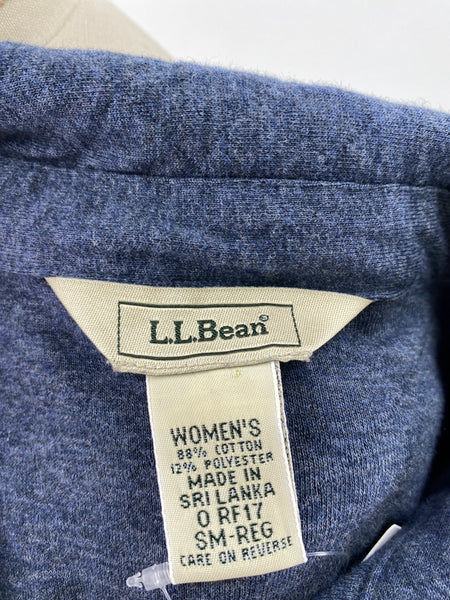 L.L.Bean©
WOMEN'S
88% COTTON
12% POLYESTER
MADE IN
SRI LANKA
0 RF17
SM-REG
CARE ON REVERSE